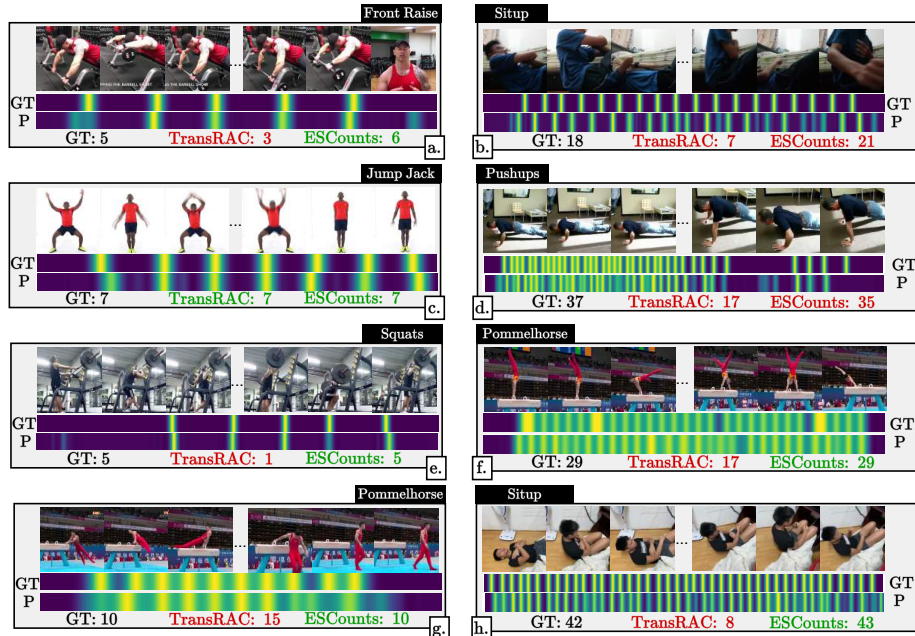 Front Raise
GT
P
GT: 5 TransRAC: 3 ESCounts: 6
a.
Situp
GT
P
GT: 18 TransRAC: 7 ESCounts: 21
b.
Jump Jack
GT
P
GT: 7 TransRAC: 7 ESCounts: 7
c.
Pushups
GT
P
GT: 37 TransRAC: 17 ESCounts: 35
d.
Squats
GT
P
GT: 5 TransRAC: 1 ESCounts: 5
e.
Pommelhorse
GT
P
GT: 29 TransRAC: 17 ESCounts: 29
f.
Pommelhorse
GT
P
GT: 10 TransRAC: 15 ESCounts: 10
g.
Situp
GT
P
GT: 42 TransRAC: 8 ESCounts: 43
h.